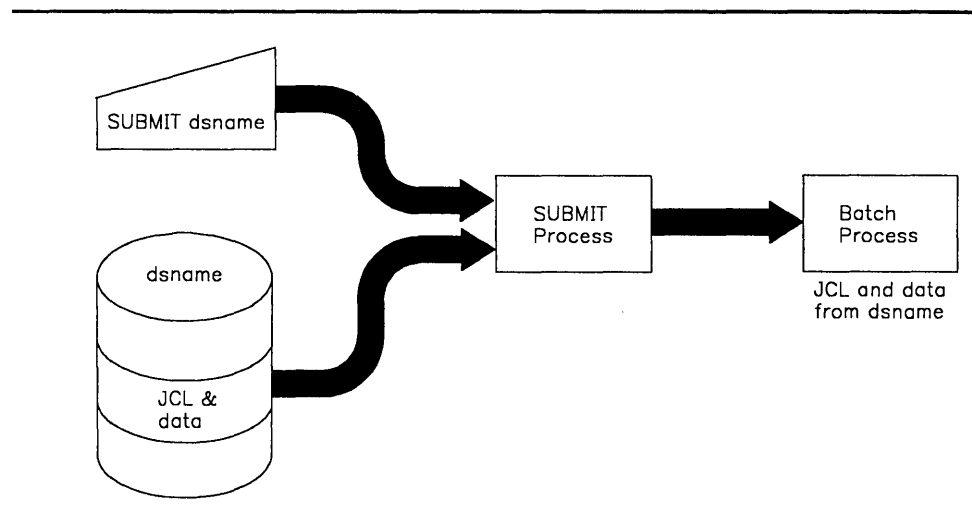 SUBMIT dsname
SUBMIT
Process
Batch
Process
JCL and data
from dsname
dsname
JCL &
data